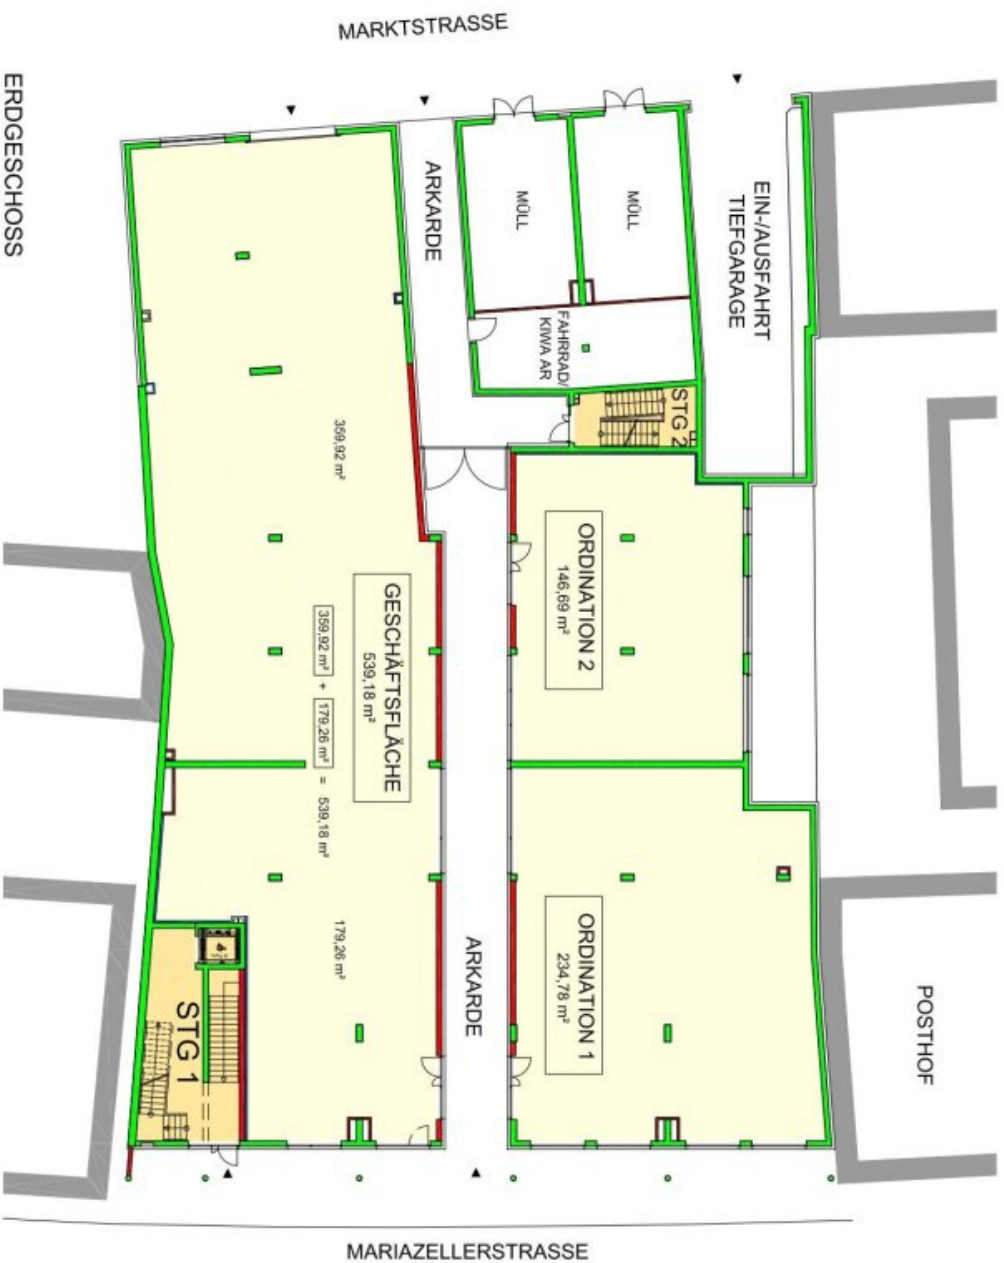 MARKTSTRASSE
ERDGESCHOSS
ARKARDE
MÜLL
MÜLL
EIN-/AUSFAHRT
TIEFGARAGE
FAHRRAD/
KIWA AR
STG 2
359,92 m²
ORDINATION 2
146,69 m²
GESCHÄFTSFLÄCHE
539,18 m²
359,92 m² + 179,26 m² = 539,18 m²
179,26 m²
ARKARDE
ORDINATION 1
234,78 m²
POSTHOF
STG 1
MARIAZELLERSTRASSE